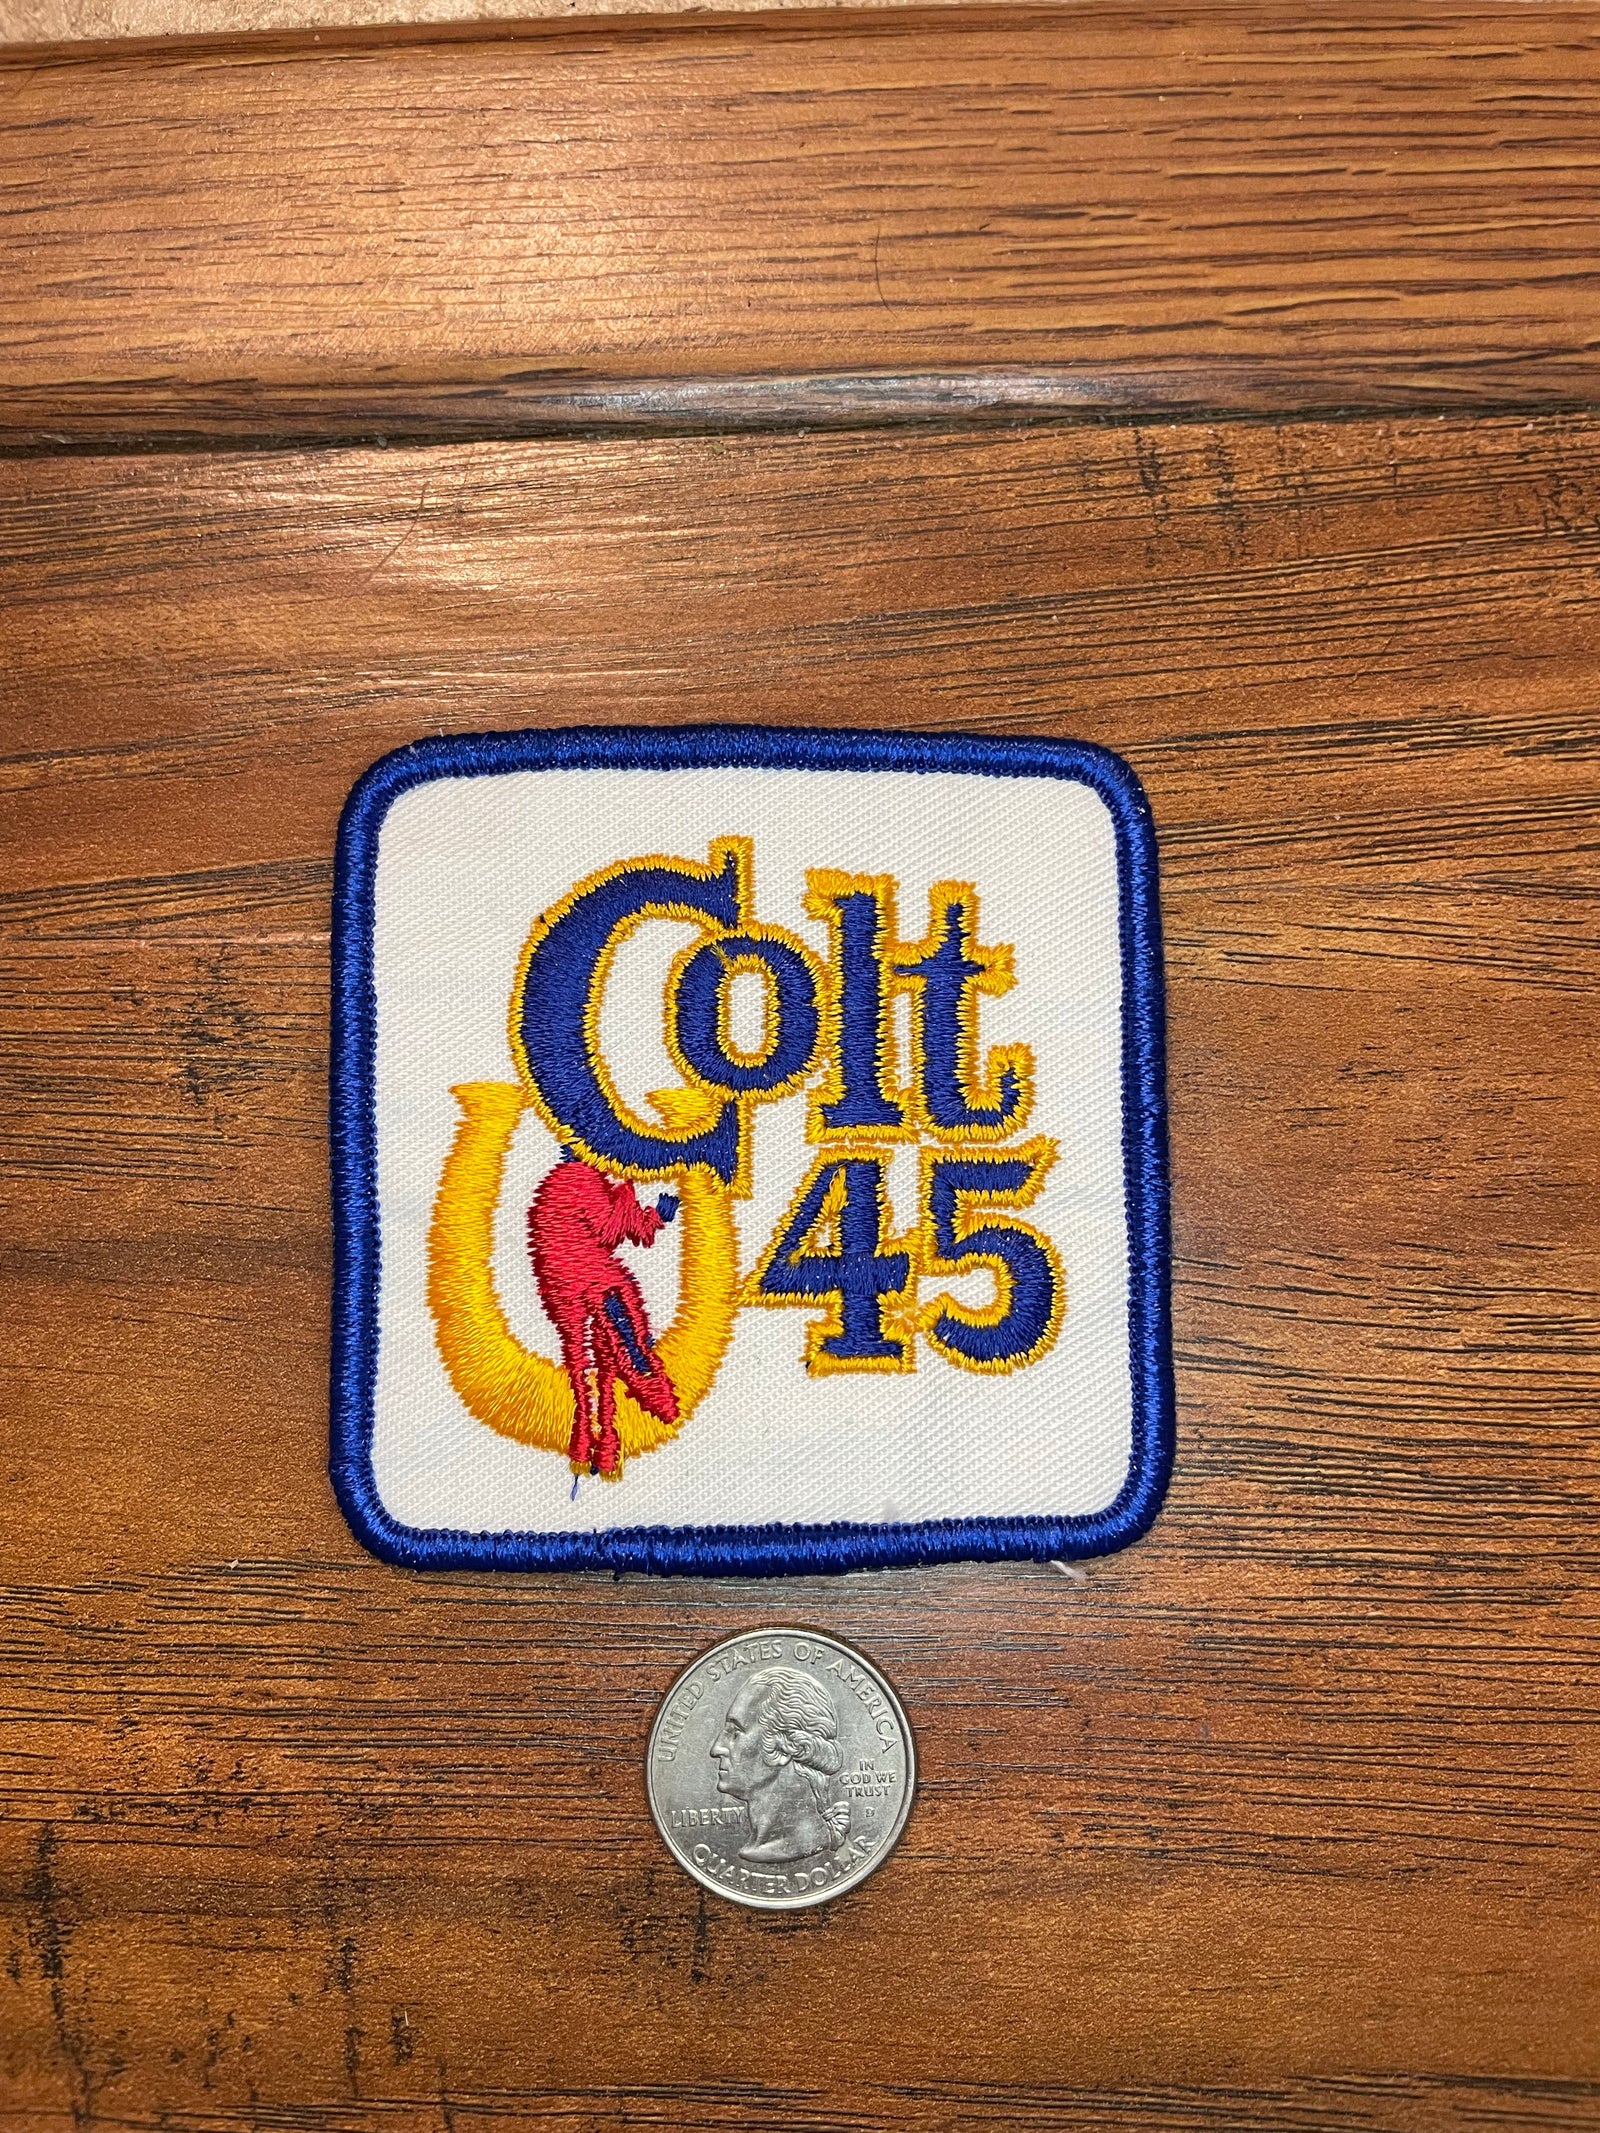 Colt
45
UNITED STATES OF AMERICA
IN
GOD WE
TRUST
LIBERTY
D
QUARTER DOLLAR